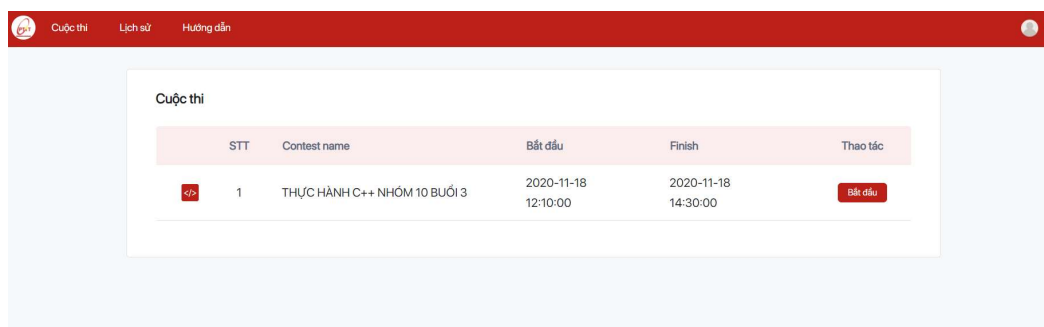 Cuộc thi Lịch sử Hướng dẫn
Cuộc thi
STT Contest name Bắt đầu Finish Thao tác
</> 1 THỰC HÀNH C++ NHÓM 10 BUỔI 3 2020-11-18 12:10:00 2020-11-18 14:30:00 Bắt đầu